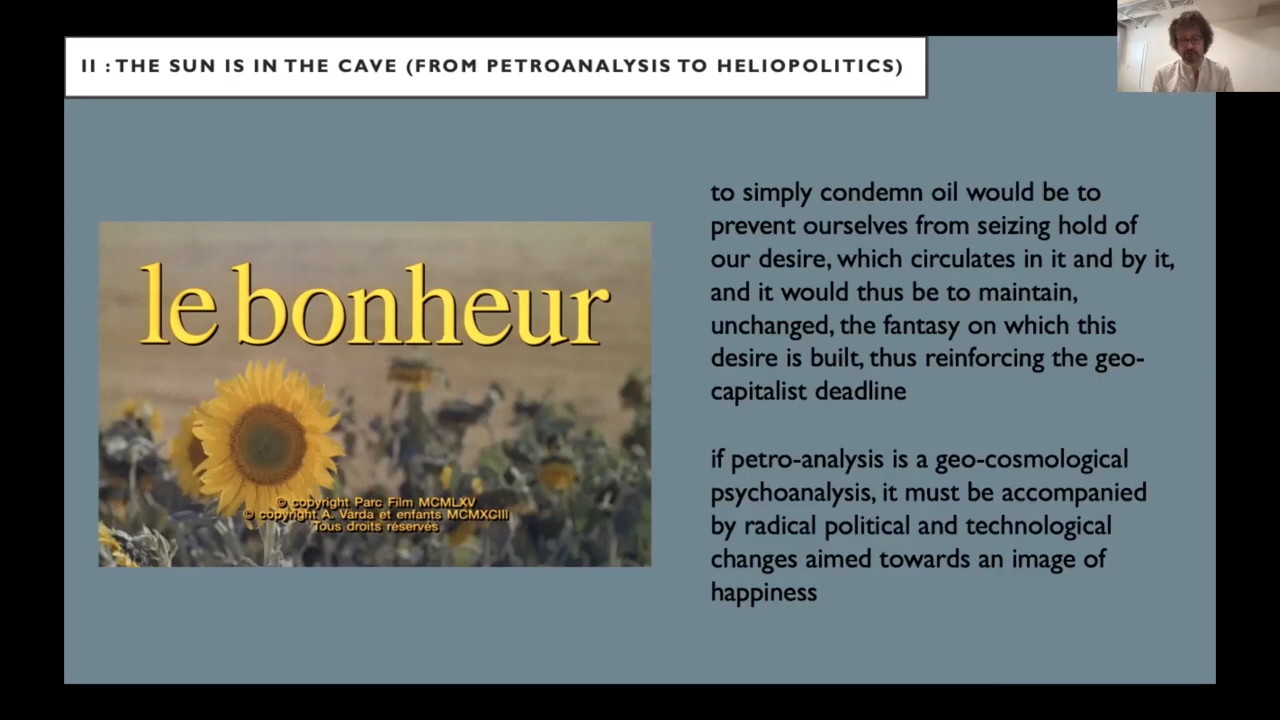 II : THE SUN IS IN THE CAVE (FROM PETROANALYSIS TO HELIOPOLITICS)
le bonheur
© copyright Parc Film MCMLXV
© copyright A. Varda et enfants MCMXCIII
Tous droits réservés
to simply condemn oil would be to
prevent ourselves from seizing hold of
our desire, which circulates in it and by it,
and it would thus be to maintain,
unchanged, the fantasy on which this
desire is built, thus reinforcing the geo-
capitalist deadline
if petro-analysis is a geo-cosmological
psychoanalysis, it must be accompanied
by radical political and technological
changes aimed towards an image of
happiness